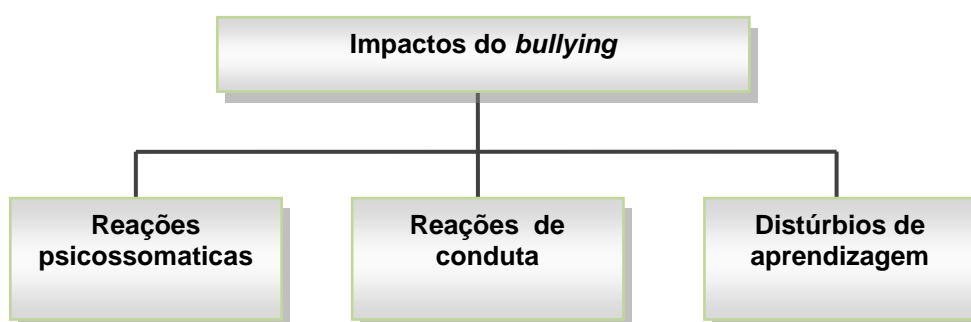 Impactos do bullying
Reações
psicossomaticas
Reações de
conduta
Distúrbios de
aprendizagem